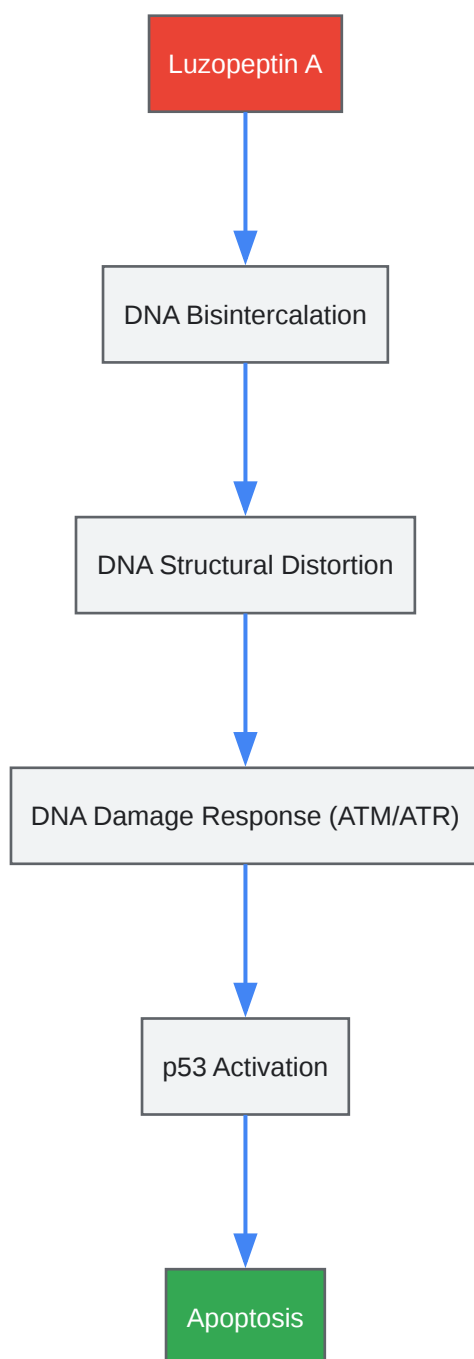 Luzopeptin A
DNA Bisintercalation
DNA Structural Distortion
DNA Damage Response (ATM/ATR)
p53 Activation
Apoptosis